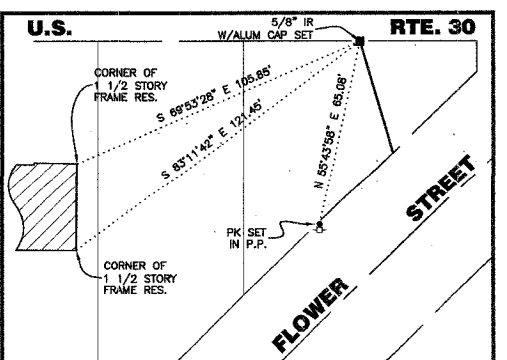 U.S.
RTE. 30
5/8" IR
W/ALUM CAP SET
CORNER OF
1 1/2 STORY
FRAME RES.
S 69°53'28" E 105.85'
S 83°11'42" E 121.45'
N 55°43'58" E 65.08'
PK SET
IN P.P.
CORNER OF
1 1/2 STORY
FRAME RES.
FLOWER STREET